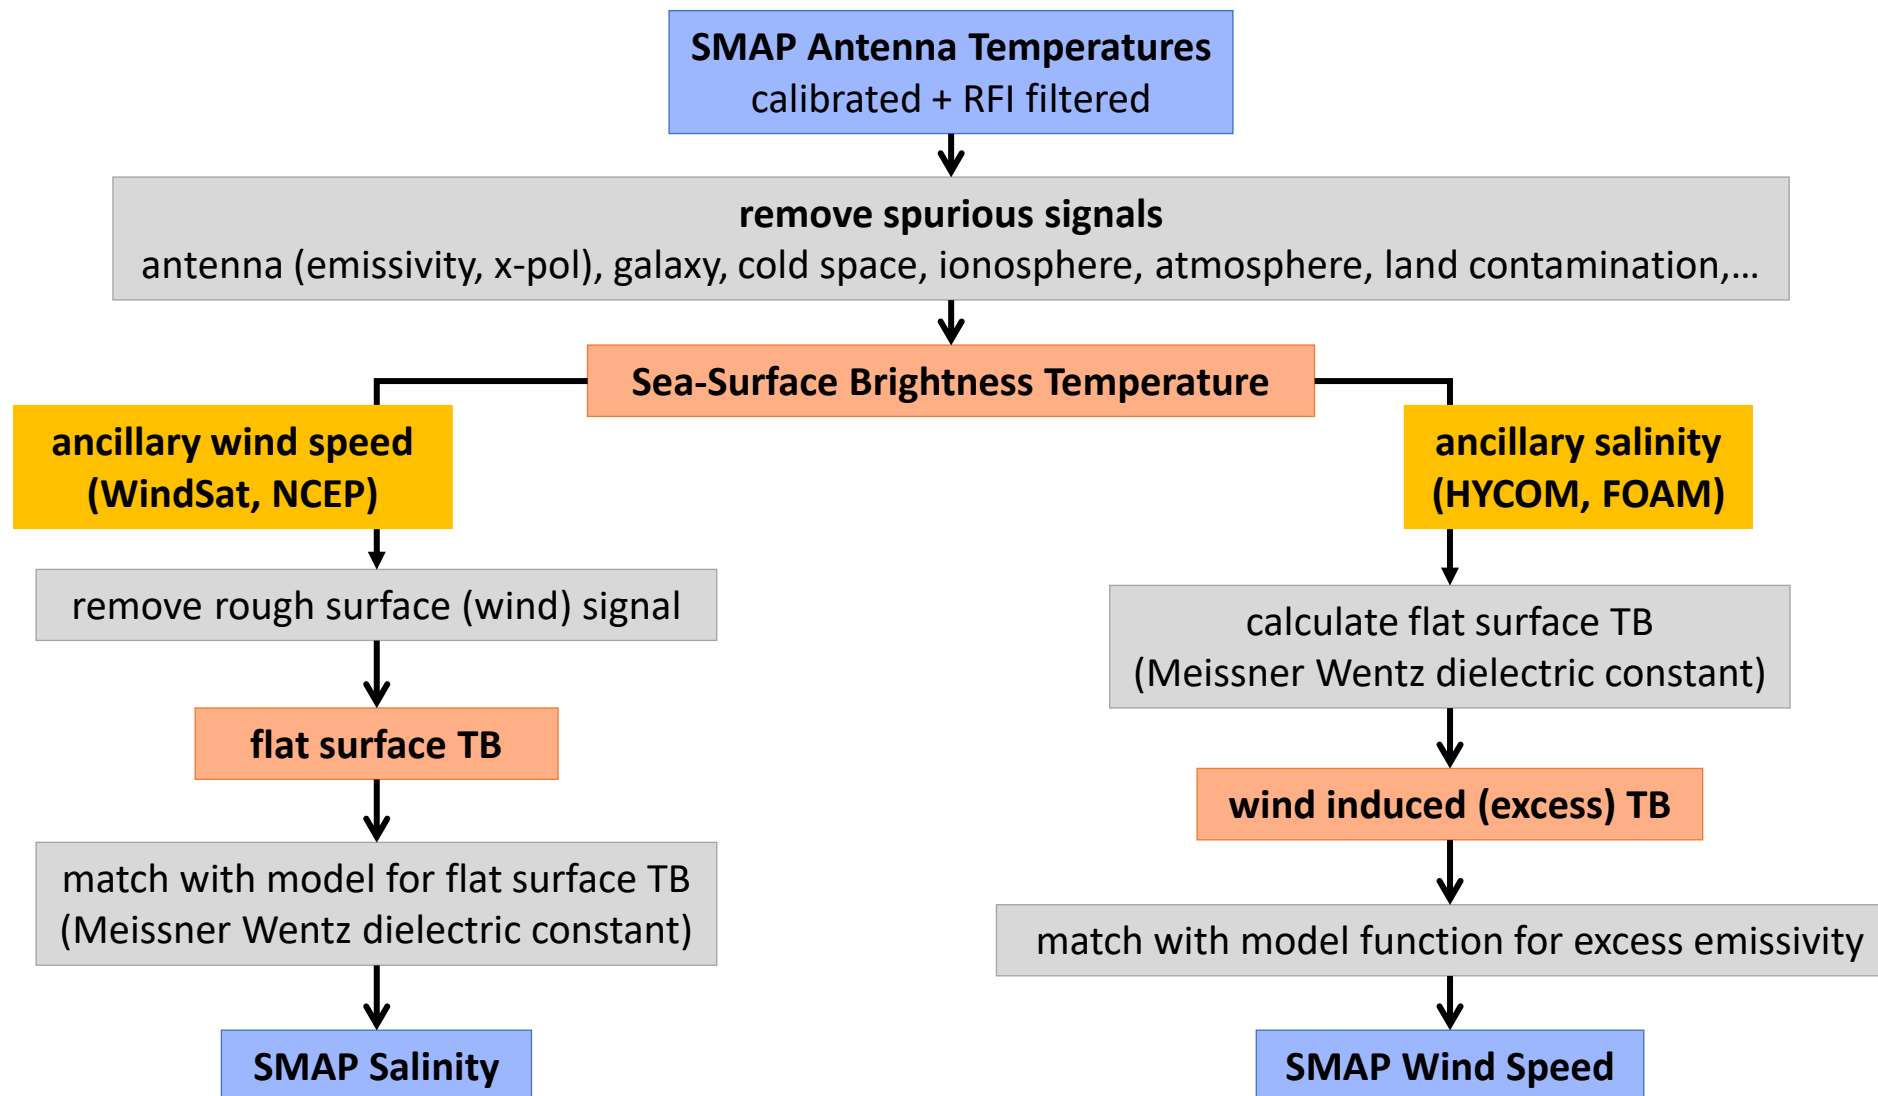 SMAP Antenna Temperatures
calibrated + RFI filtered
remove spurious signals
antenna (emissivity, x-pol), galaxy, cold space, ionosphere, atmosphere, land contamination,...
Sea-Surface Brightness Temperature
ancillary wind speed
(WindSat, NCEP)
remove rough surface (wind) signal
flat surface TB
match with model for flat surface TB
(Meissner Wentz dielectric constant)
SMAP Salinity
ancillary salinity
(HYCOM, FOAM)
calculate flat surface TB
(Meissner Wentz dielectric constant)
wind induced (excess) TB
match with model function for excess emissivity
SMAP Wind Speed